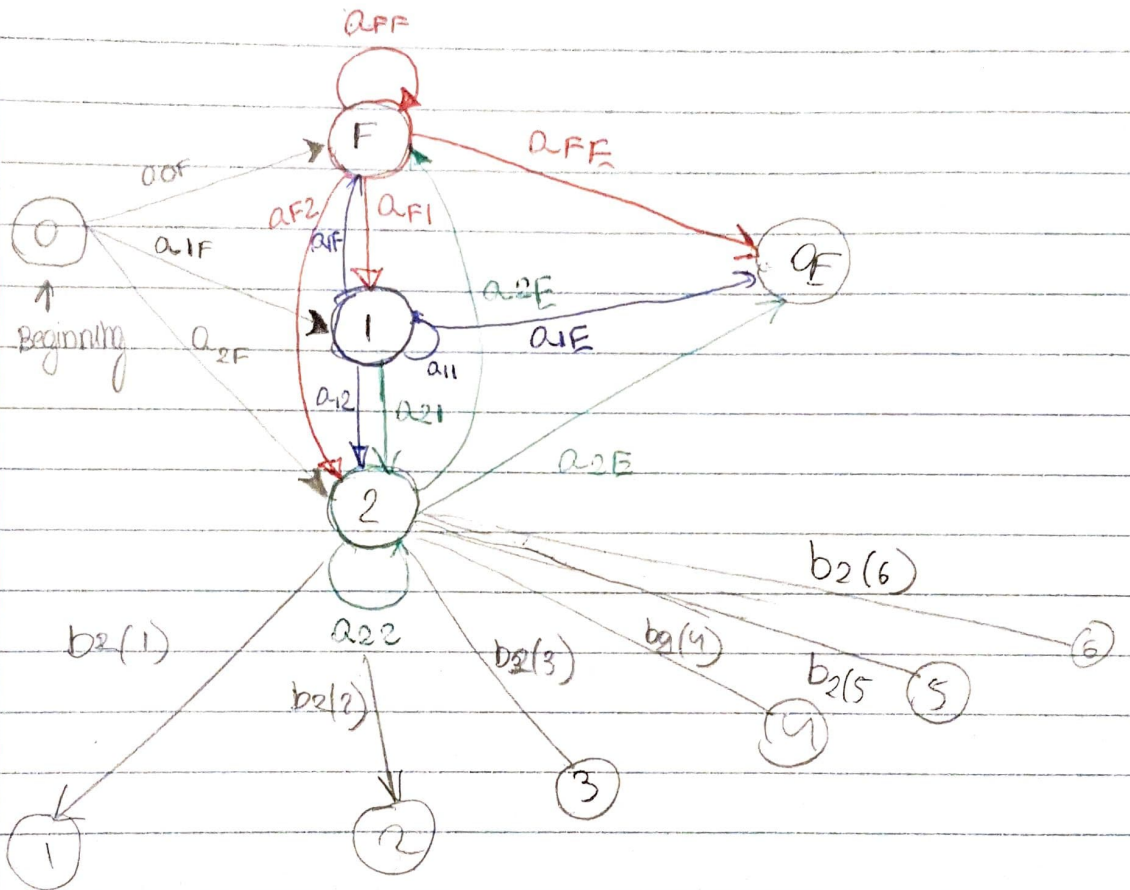 aFF
F
aFE
a0F
aF2
aF1
a1F
0
a1F
qE
Beginning
a2F
1
a2E
a1E
a11
a12
a21
2
a2E
b2(6)
a22
b2(1)
b2(3)
b2(4)
b2(5
6
b2(2)
5
4
3
1
2